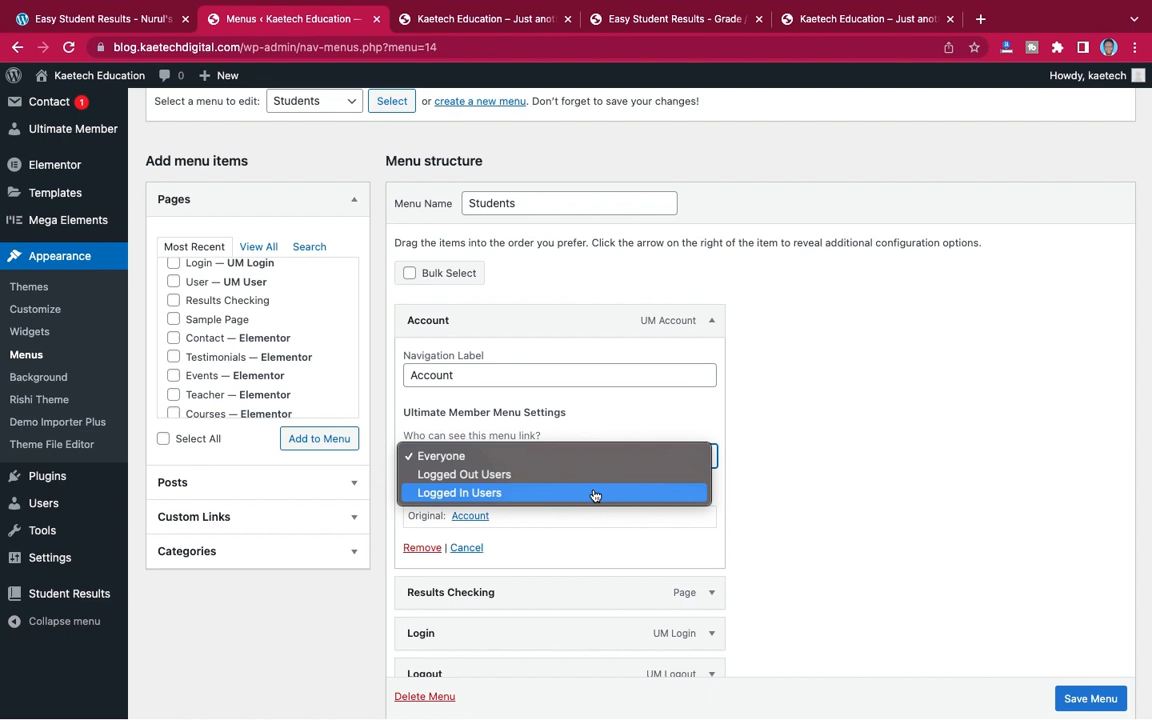 Easy Student Results - Nurul's
Menus ‹ Kaetech Education —
Kaetech Education – Just anot
Easy Student Results - Grade /
Kaetech Education – Just anot
blog.kaetechdigital.com/wp-admin/nav-menus.php?menu=14
Kaetech Education
0
New
Howdy, kaetech
Contact 1
Ultimate Member
Elementor
Templates
Mega Elements
Appearance
Themes
Customize
Widgets
Menus
Background
Rishi Theme
Demo Importer Plus
Theme File Editor
Plugins
Users
Tools
Settings
Student Results
Collapse menu
Select a menu to edit: Students Select or create a new menu. Don't forget to save your changes!
Add menu items
Pages
Most Recent View All Search
Login — UM Login
User — UM User
Results Checking
Sample Page
Contact — Elementor
Testimonials — Elementor
Events — Elementor
Teacher — Elementor
Courses — Elementor
Select All Add to Menu
Posts
Custom Links
Categories
Menu structure
Menu Name Students
Drag the items into the order you prefer. Click the arrow on the right of the item to reveal additional configuration options.
Bulk Select
Account UM Account
Navigation Label
Account
Ultimate Member Menu Settings
Who can see this menu link?
✓ Everyone
Logged Out Users
Logged In Users
Original: Account
Remove | Cancel
Results Checking Page
Login UM Login
Logout UM Logout
Delete Menu Save Menu